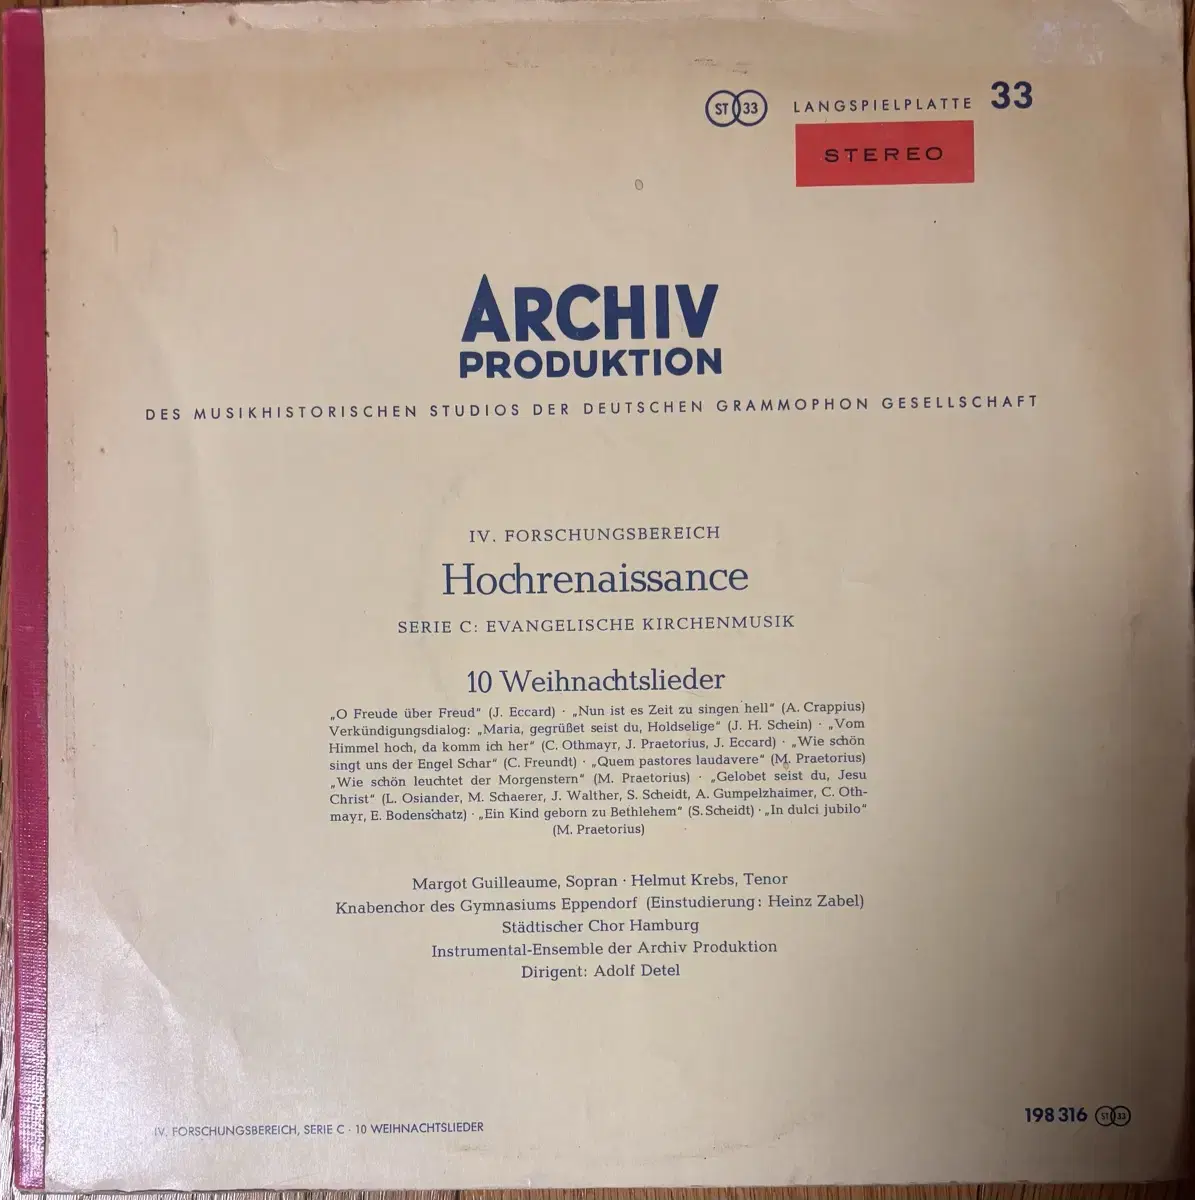 ST 33 LANGSPIELPLATTE 33
STEREO
ARCHIV
PRODUKTION
DES MUSIKHISTORISCHEN STUDIOS DER DEUTSCHEN GRAMMOPHON GESELLSCHAFT
IV. FORSCHUNGSBEREICH
Hochrenaissance
SERIE C: EVANGELISCHE KIRCHENMUSIK
10 Weihnachtslieder
„O Freude über Freud“ (J. Eccard) · „Nun ist es Zeit zu singen hell“ (A. Crappius)
Verkündigungsdialog: „Maria, gegrüßet seist du, Holdselige“ (J. H. Schein) · „Vom
Himmel hoch, da komm ich her“ (C. Othmayr, J. Praetorius, J. Eccard) · „Wie schön
singt uns der Engel Schar“ (C. Freundt) · „Quem pastores laudavere“ (M. Praetorius)
„Wie schön leuchtet der Morgenstern“ (M. Praetorius) · „Gelobet seist du, Jesu
Christ“ (L. Osiander, M. Schaerer, J. Walther, S. Scheidt, A. Gumpelzhaimer, C. Oth-
mayr, E. Bodenschatz) · „Ein Kind geborn zu Bethlehem“ (S. Scheidt) · „In dulci jubilo“
(M. Praetorius)
Margot Guilleaume, Sopran · Helmut Krebs, Tenor
Knabenchor des Gymnasiums Eppendorf (Einstudierung: Heinz Zabel)
Städtischer Chor Hamburg
Instrumental-Ensemble der Archiv Produktion
Dirigent: Adolf Detel
IV. FORSCHUNGSBEREICH, SERIE C · 10 WEIHNACHTSLIEDER
198 316 ST 33